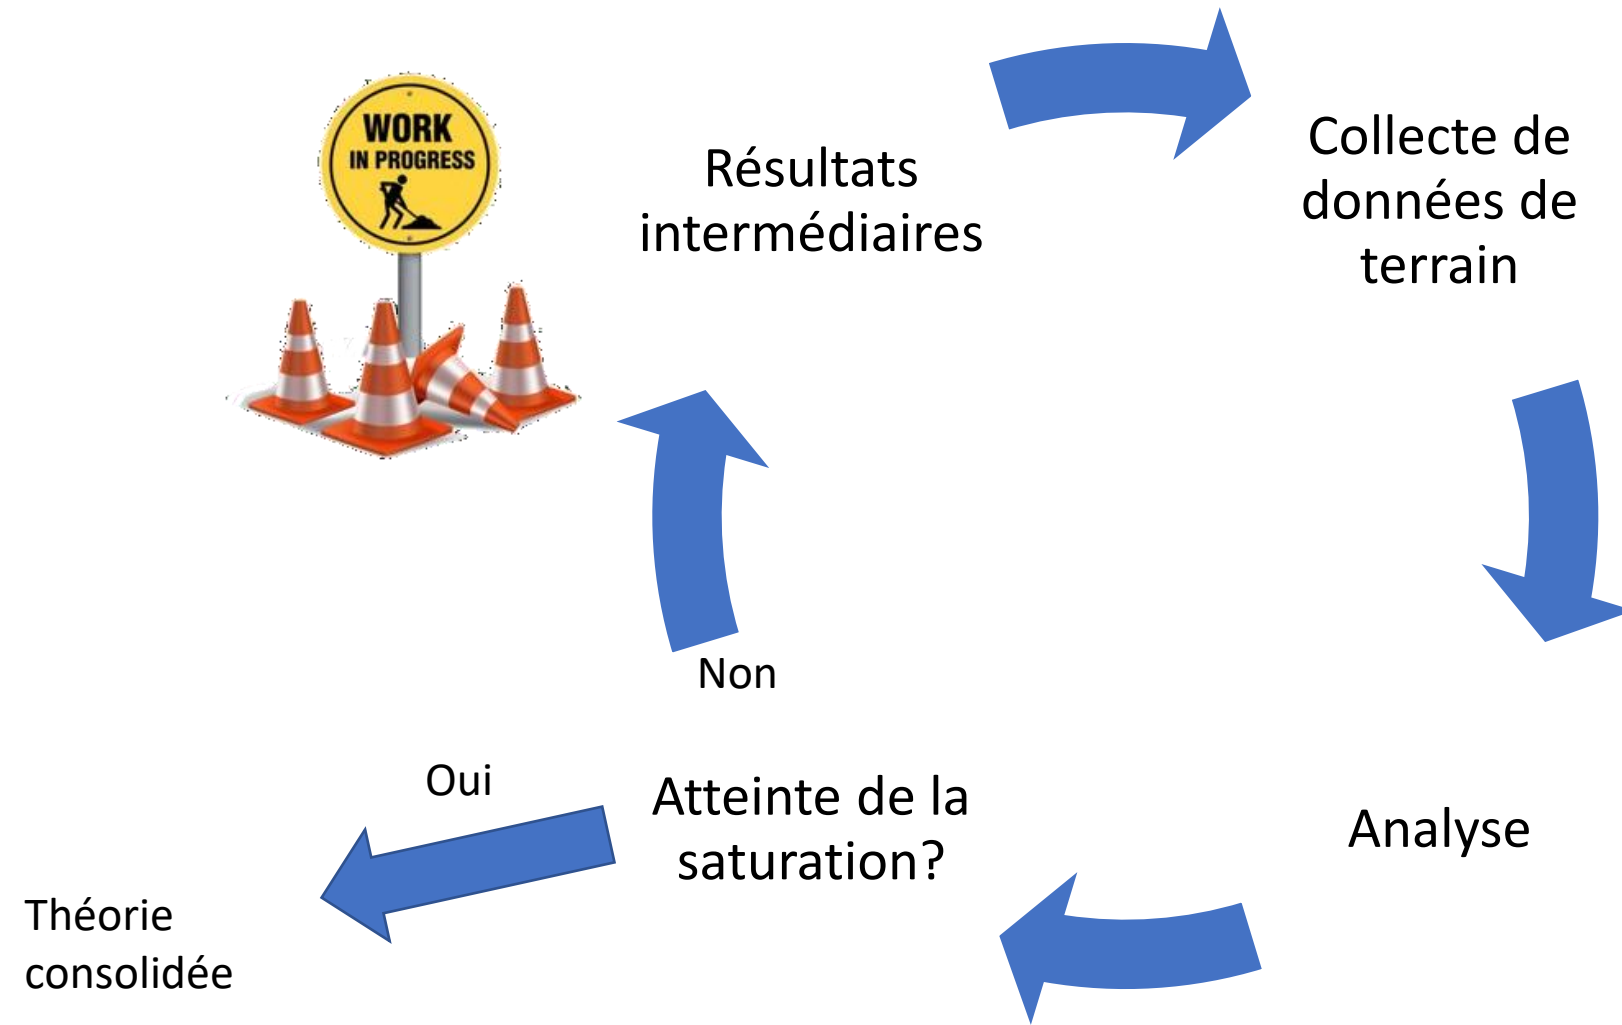 WORK
IN PROGRESS
Résultats
intermédiaires
Collecte de
données de
terrain
Non
Oui
Atteinte de la
saturation?
Analyse
Théorie
consolidée